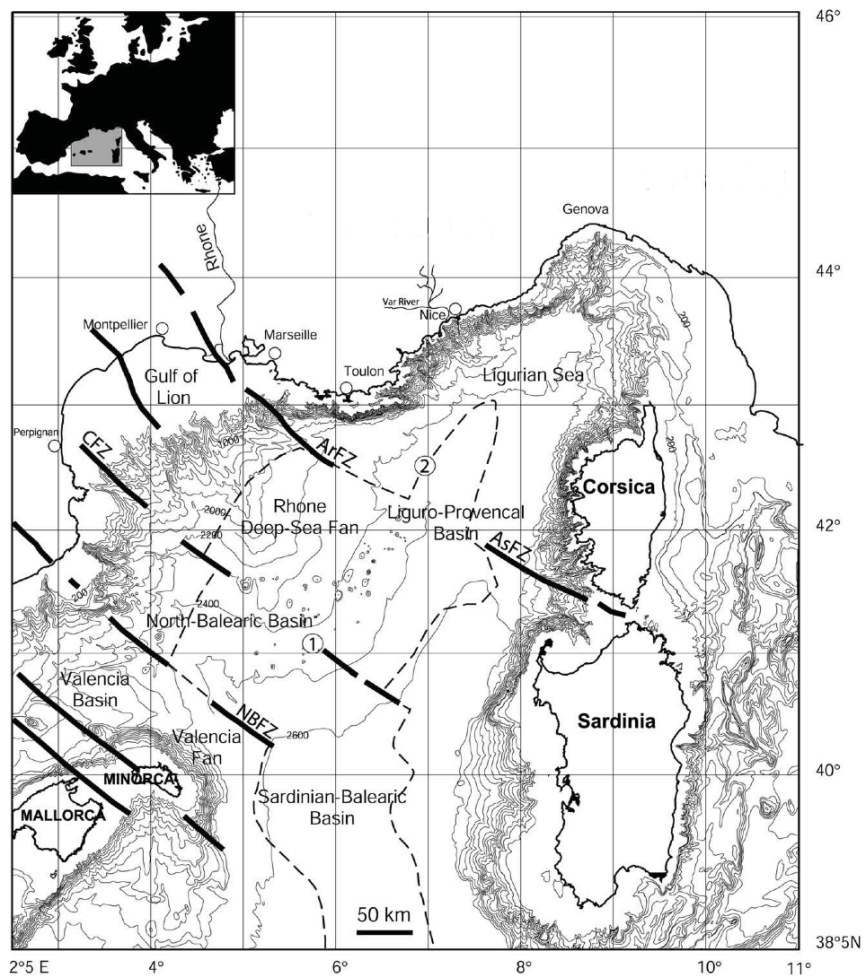 46°
Genova
Rhone
44°
Var River
Nice
200
Montpellier
Marseille
Toulon
Gulf of
Lion
Ligurian Sea
Perpignan
CFZ
1000
ArFZ
2
200
Corsica
Rhone
Deep-Sea Fan
2000
2200
Liguro-Provencal
Basin
42°
AsFZ
200
2400
North-Balearic Basin
1
Valencia
Basin
NBFZ
Valencia
Fan
2600
Sardinia
MINORCA
40°
MALLORCA
Sardinian-Balearic
Basin
50 km
38°5N
2°5 E
4°
6°
8°
10°
11°